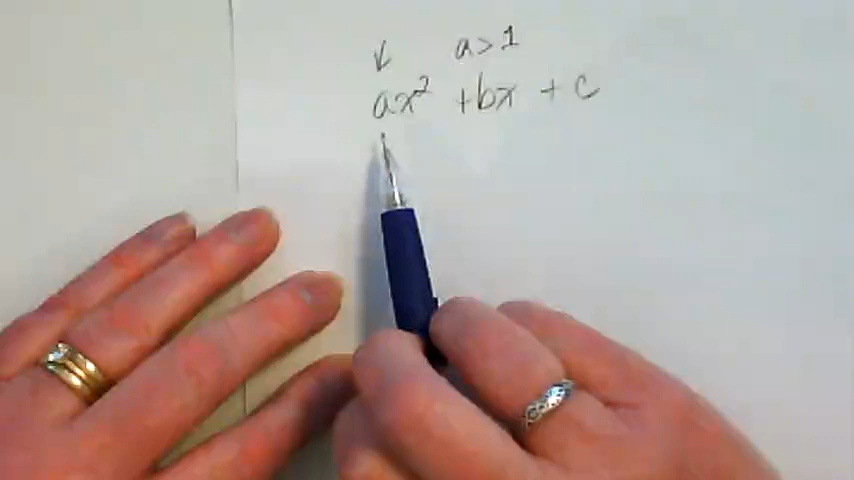 ↓ a > 1
ax² + bx + c